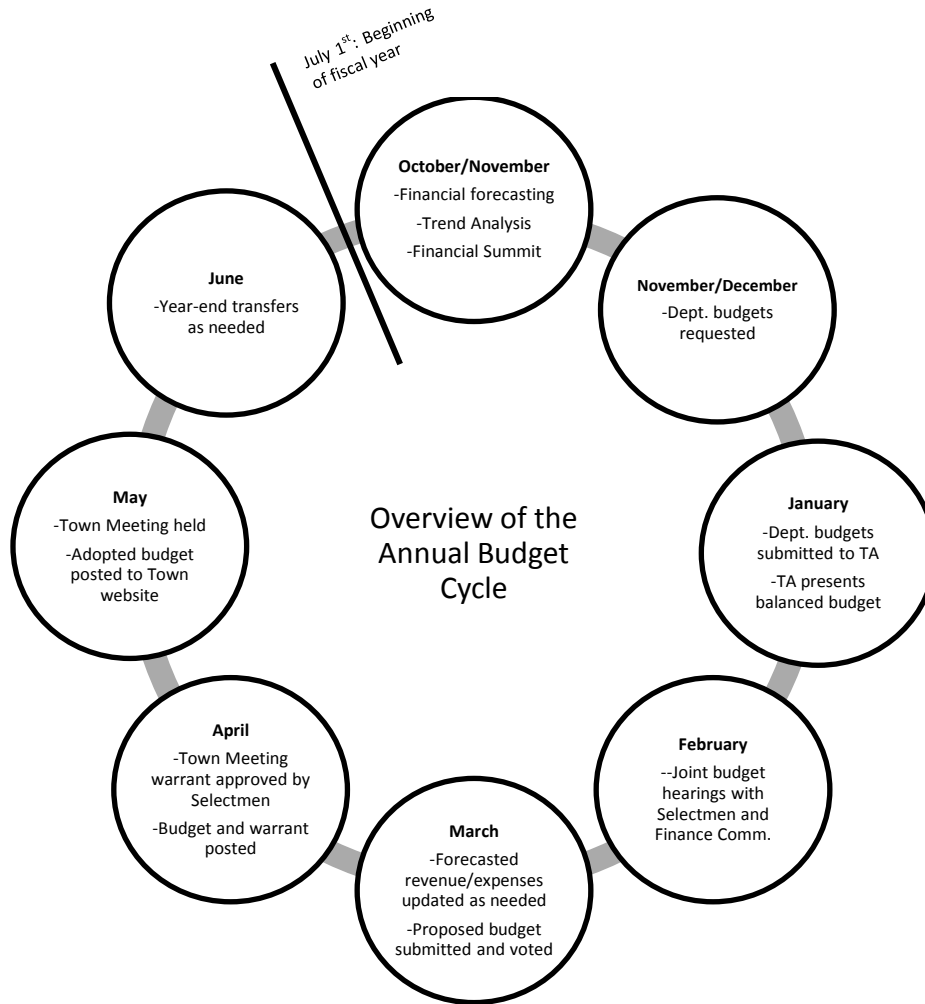 July 1st: Beginning
of fiscal year
October/November
-Financial forecasting
-Trend Analysis
-Financial Summit
November/December
-Dept. budgets
requested
January
-Dept. budgets
submitted to TA
-TA presents
balanced budget
February
--Joint budget
hearings with
Selectmen and
Finance Comm.
March
-Forecasted
revenue/expenses
updated as needed
-Proposed budget
submitted and voted
April
-Town Meeting
warrant approved by
Selectmen
-Budget and warrant
posted
May
-Town Meeting held
-Adopted budget
posted to Town
website
June
-Year-end transfers
as needed
Overview of the
Annual Budget
Cycle